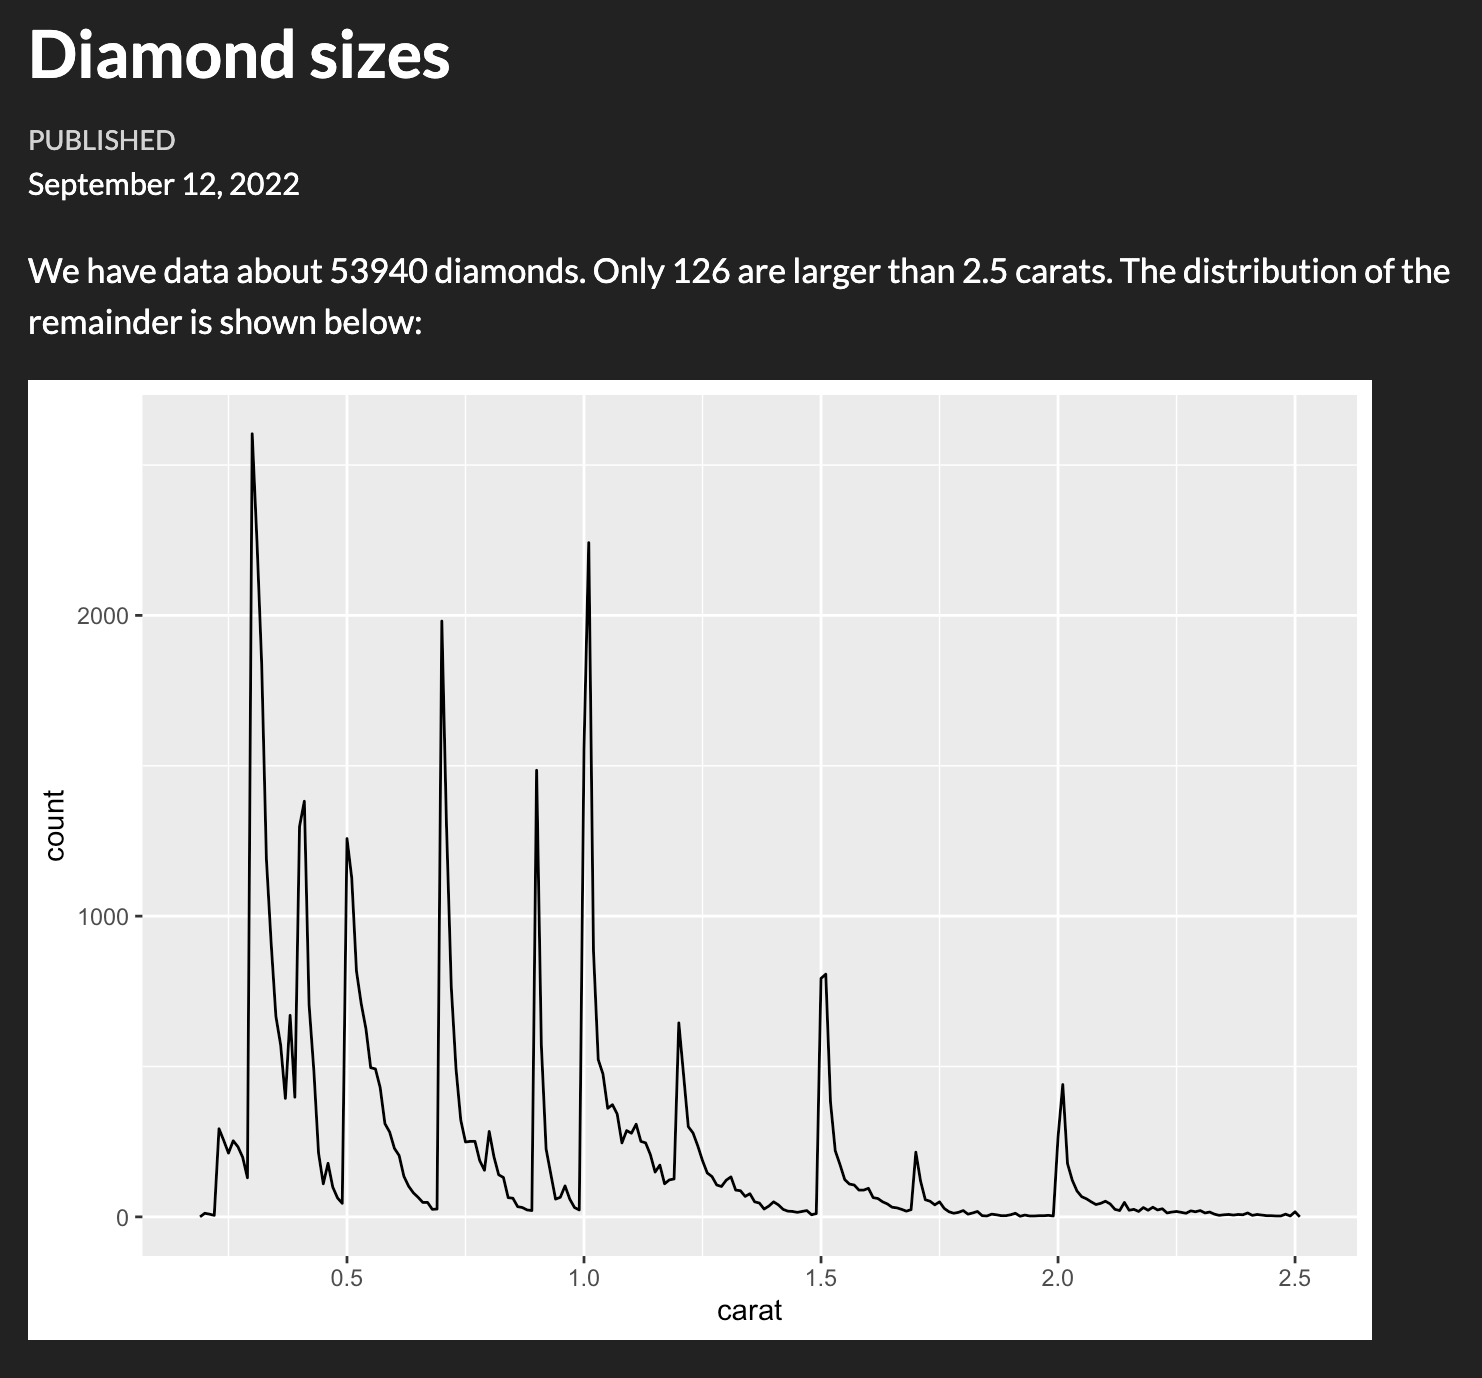 Diamond sizes
PUBLISHED
September 12, 2022
We have data about 53940 diamonds. Only 126 are larger than 2.5 carats. The distribution of the
remainder is shown below:
2000
1000
0
count
0.5 1.0 1.5 2.0 2.5
carat